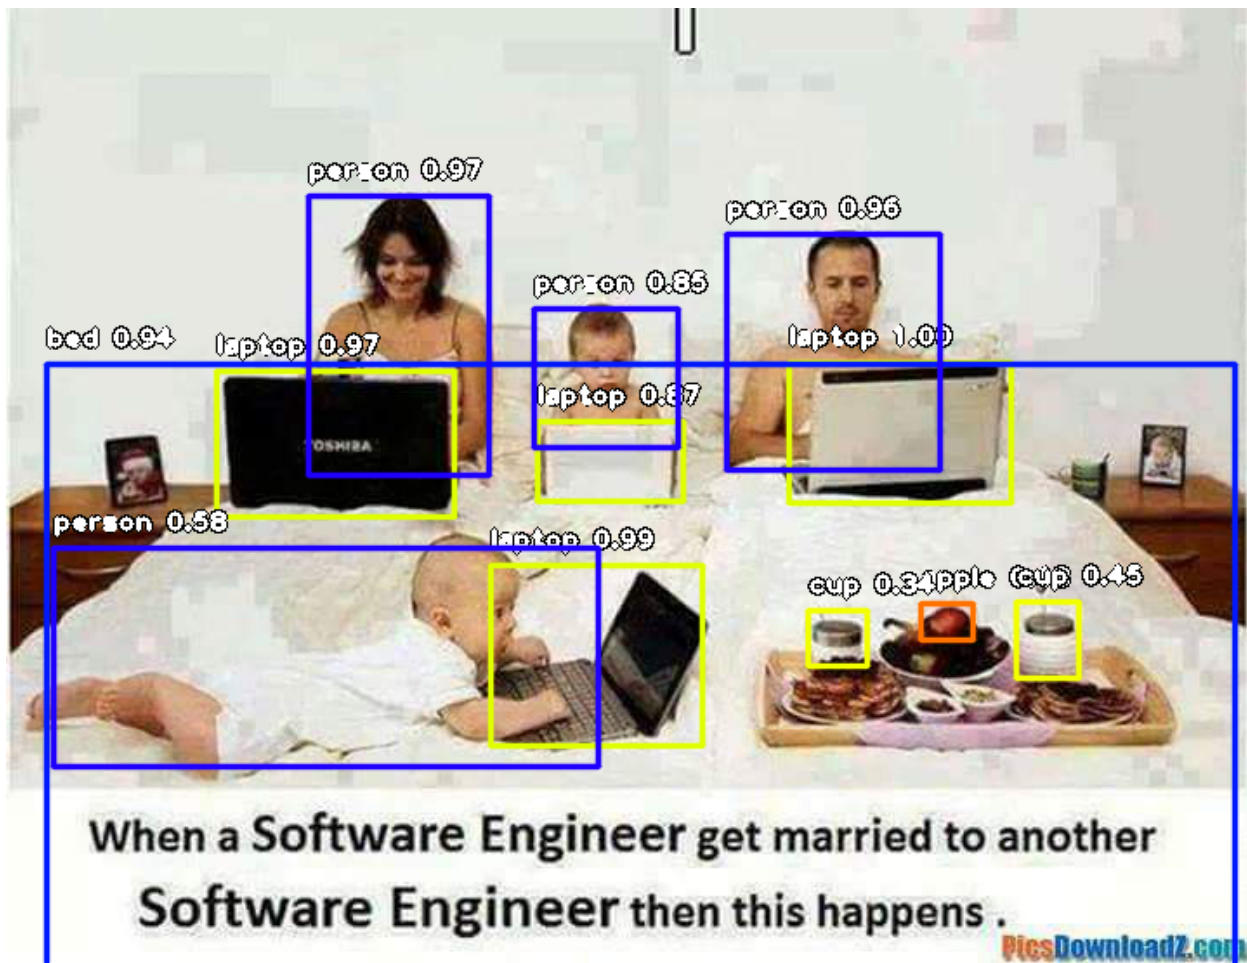 person 0.97
person 0.96
person 0.85
bed 0.94
laptop 0.97
laptop 1.00
laptop 0.87
TOSHIBA
person 0.58
laptop 0.99
cup 0.34
apple
cup 0.45
When a Software Engineer get married to another
Software Engineer then this happens .
PicsDownloadZ.com